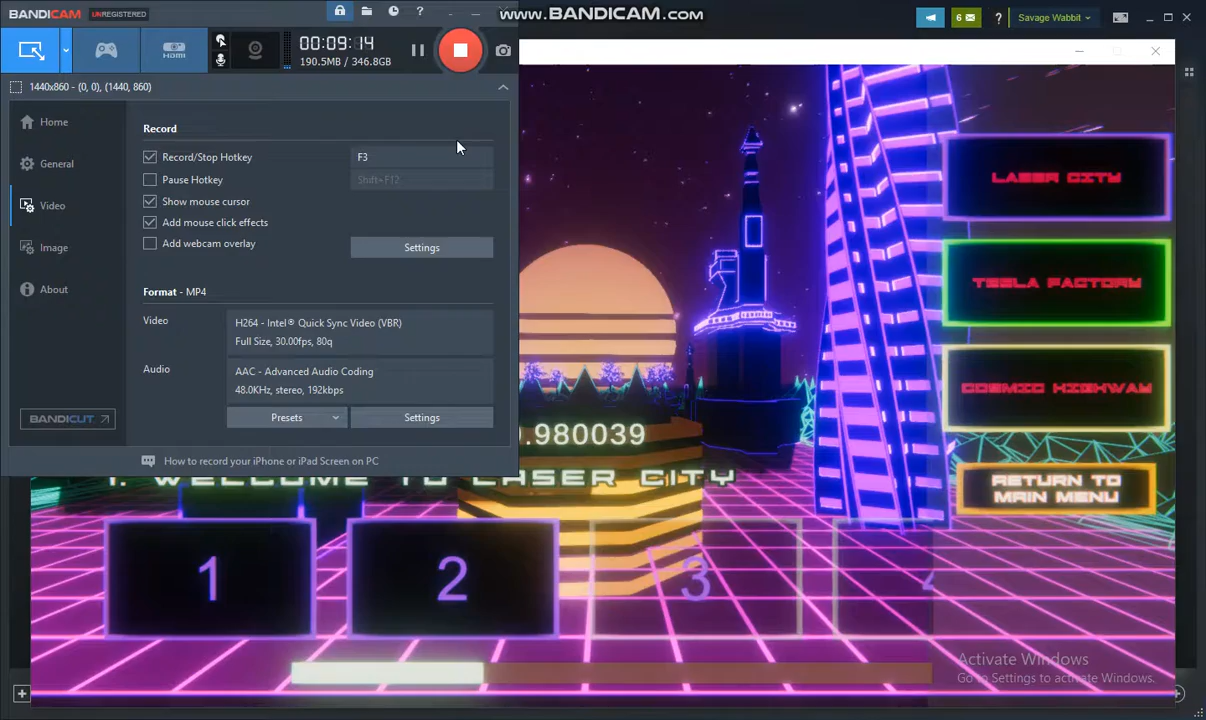 BANDICAM UNREGISTERED
www.BANDICAM.com
6
Savage Wabbit
HDMI
00:09:14
190.5MB / 346.8GB
1440x860 - (0, 0), (1440, 860)
Home
General
Video
Image
About
BANDICUT
Record
Record/Stop Hotkey F3
Pause Hotkey Shift+F12
Show mouse cursor
Add mouse click effects
Add webcam overlay Settings
Format - MP4
Video H264 - Intel® Quick Sync Video (VBR)
Full Size, 30.00fps, 80q
Audio AAC - Advanced Audio Coding
48.0KHz, stereo, 192kbps
Presets Settings
How to record your iPhone or iPad Screen on PC
LASER CITY
TESLA FACTORY
COSMIC HIGHWAY
RETURN TO
MAIN MENU
.980039
1. WELCOME TO LASER CITY
1 2 3 4
Activate Windows
Go to Settings to activate Windows.